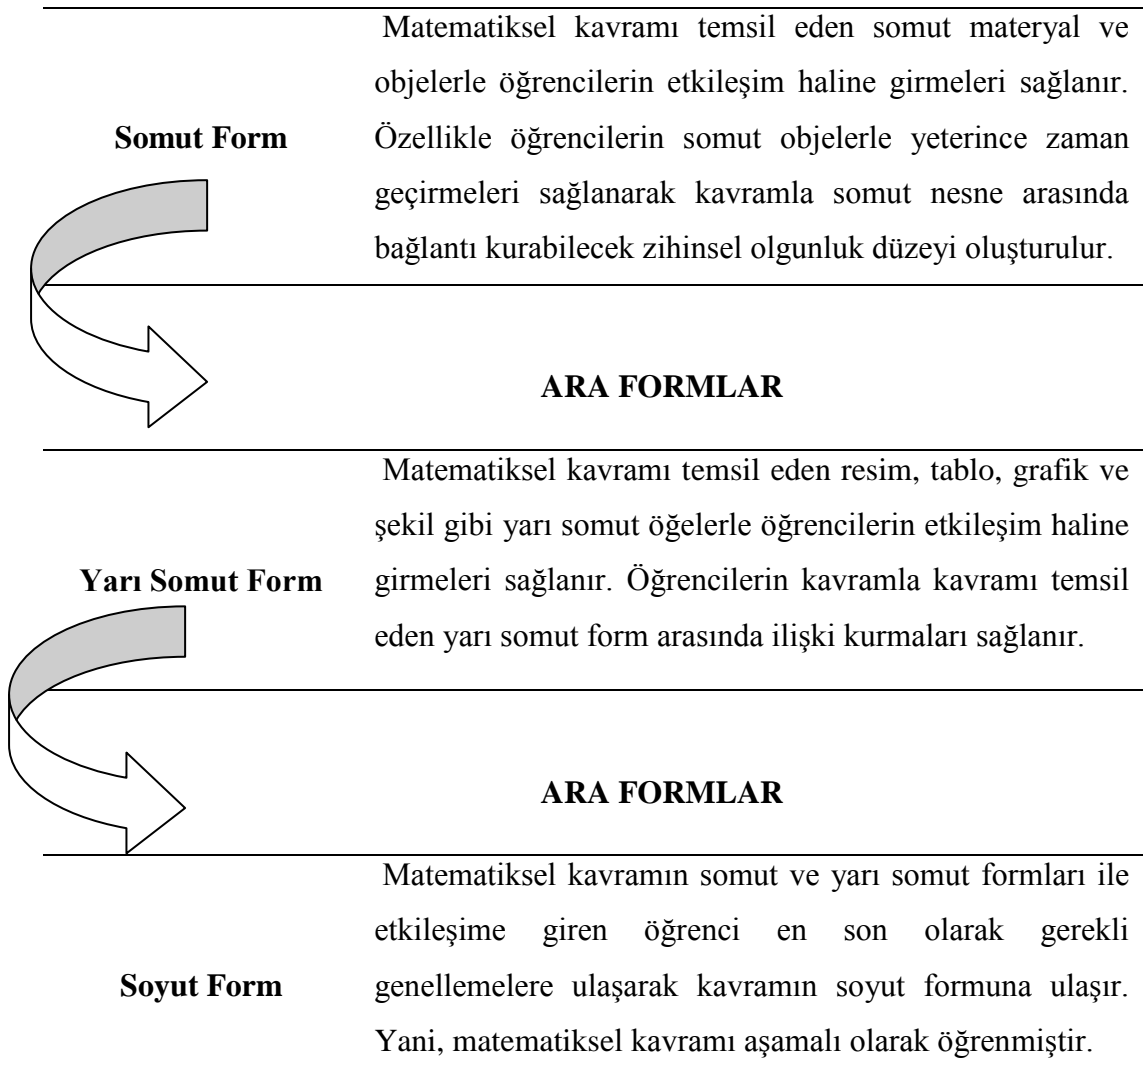 Matematiksel kavramı temsil eden somut materyal ve
objelerle öğrencilerin etkileşim haline girmeleri sağlanır.
Somut Form
Özellikle öğrencilerin somut objelerle yeterince zaman
geçirmeleri sağlanarak kavramla somut nesne arasında
bağlantı kurabilecek zihinsel olgunluk düzeyi oluşturulur.
ARA FORMLAR
Matematiksel kavramı temsil eden resim, tablo, grafik ve
şekil gibi yarı somut öğelerle öğrencilerin etkileşim haline
Yarı Somut Form
girmeleri sağlanır. Öğrencilerin kavramla kavramı temsil
eden yarı somut form arasında ilişki kurmaları sağlanır.
ARA FORMLAR
Matematiksel kavramın somut ve yarı somut formları ile
etkileşime giren öğrenci en son olarak gerekli
Soyut Form
genellemelere ulaşarak kavramın soyut formuna ulaşır.
Yani, matematiksel kavramı aşamalı olarak öğrenmiştir.